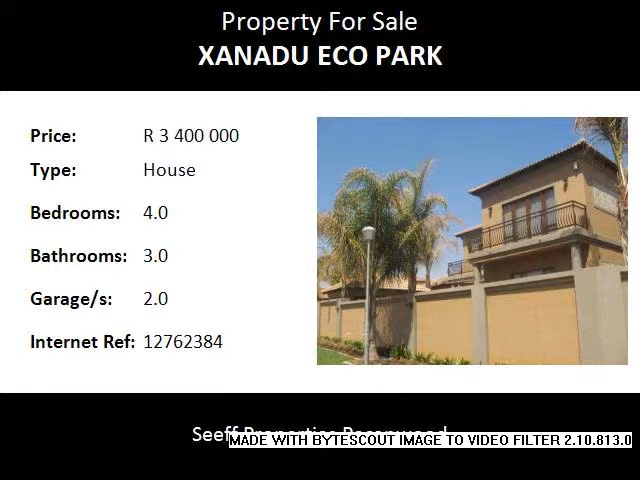 Property For Sale
XANADU ECO PARK
Price: R 3 400 000
Type: House
Bedrooms: 4.0
Bathrooms: 3.0
Garage/s: 2.0
Internet Ref: 12762384
Seeff Properties
MADE WITH BYTESCOUT IMAGE TO VIDEO FILTER 2.10.813.0